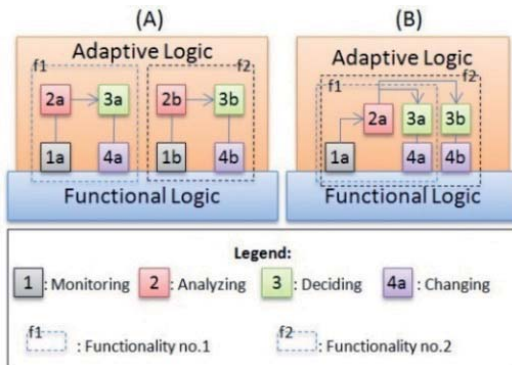 (A)
(B)
Adaptive Logic
f1
f2
2a
3a
2b
3b
1a
4a
1b
4b
Functional Logic
Adaptive Logic
f1
f2
2a
3a
3b
1a
4a
4b
Functional Logic
Legend:
1 : Monitoring 2 : Analyzing 3 : Deciding 4a : Changing
f1 : Functionality no.1 f2 : Functionality no.2